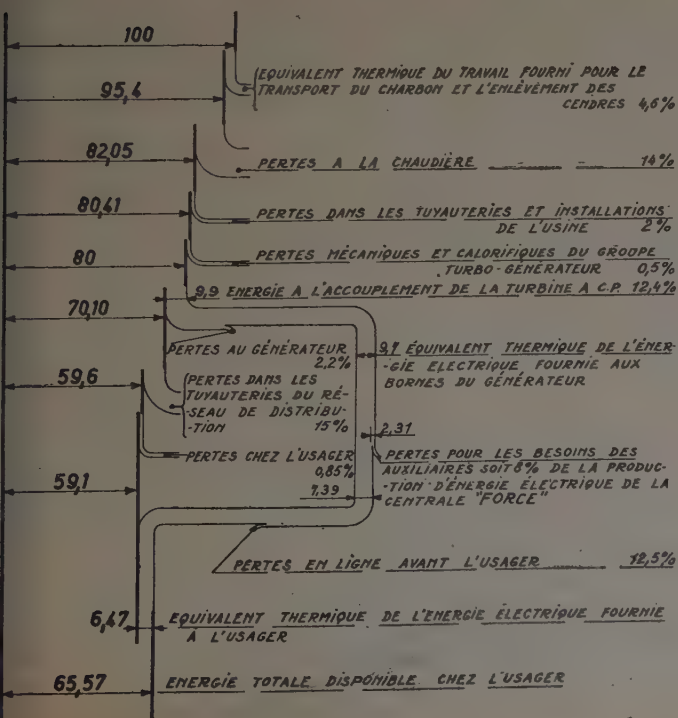 100
EQUIVALENT THERMIQUE DU TRAVAIL FOURNI POUR LE
TRANSPORT DU CHARBON ET L'ENLÈVEMENT DES
CENDRES 4,6%
95,4
82,05
PERTES A LA CHAUDIÈRE 14%
80,41
PERTES DANS LES TUYAUTERIES ET INSTALLATIONS
DE L'USINE 2%
80
PERTES MÉCANIQUES ET CALORIFIQUES DU GROUPE
TURBO-GÉNÉRATEUR 0,5%
9,9 ENERGIE A L'ACCOUPLEMENT DE LA TURBINE A C.P. 12,4%
70,10
PERTES AU GÉNÉRATEUR
2,2%
9,7 ÉQUIVALENT THERMIQUE DE L'ÉNER-
-GIE ELECTRIQUE FOURNIE AUX
BORNES DU GÉNÉRATEUR
59,6
PERTES DANS LES
TUYAUTERIES DU RÉ-
-SEAU DE DISTRIBU-
-TION 15%
2,31
PERTES CHEZ L'USAGER
0,85%
PERTES POUR LES BESOINS DES
AUXILIAIRES SOIT 8% DE LA PRODUC-
-TION D'ÉNERGIE ÉLECTRIQUE DE LA
CENTRALE "FORCE"
59,1
7,39
PERTES EN LIGNE AVANT L'USAGER 12,5%
6,47 EQUIVALENT THERMIQUE DE L'ENERGIE ÉLECTRIQUE FOURNIE
A L'USAGER
65,57 ENERGIE TOTALE DISPONIBLE CHEZ L'USAGER